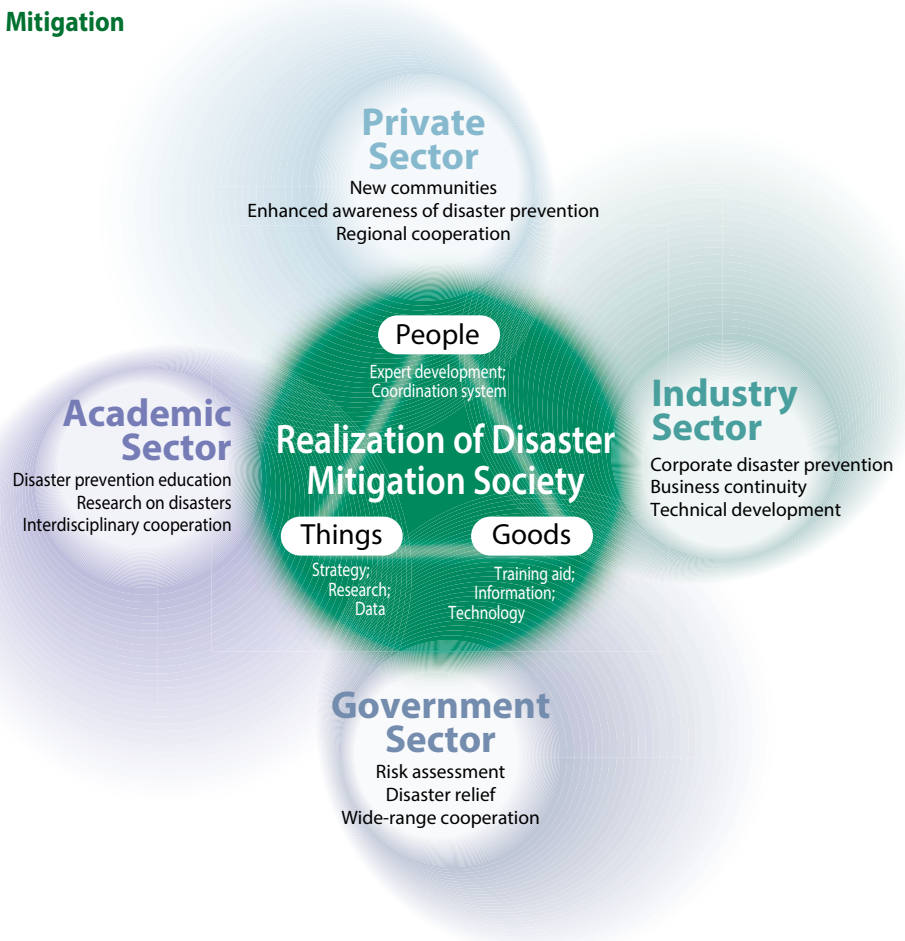 Mitigation
Private
Sector
New communities
Enhanced awareness of disaster prevention
Regional cooperation
People
Expert development;
Coordination system
Academic
Sector
Disaster prevention education
Research on disasters
Interdisciplinary cooperation
Realization of Disaster
Mitigation Society
Industry
Sector
Corporate disaster prevention
Business continuity
Technical development
Things
Strategy;
Research;
Data
Goods
Training aid;
Information;
Technology
Government
Sector
Risk assessment
Disaster relief
Wide-range cooperation